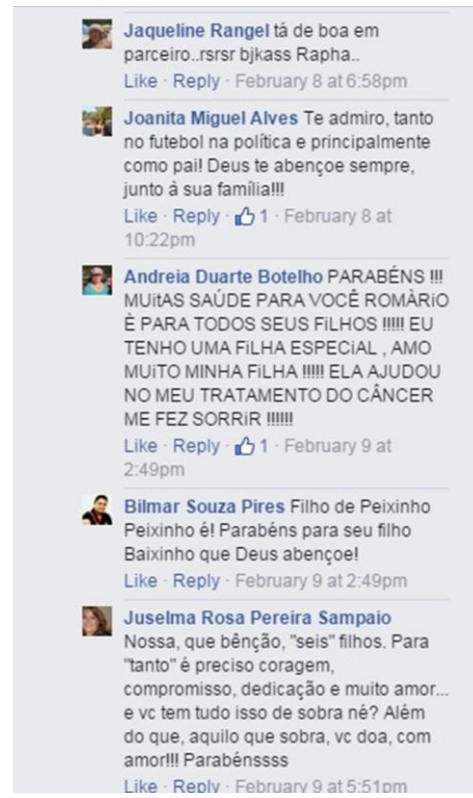 Jaqueline Rangel tá de boa em
parceiro..rsrsr bjkass Rapha..
Like · Reply · February 8 at 6:58pm
Joanita Miguel Alves Te admiro, tanto
no futebol na política e principalmente
como pai! Deus te abençoe sempre,
junto à sua família!!!
Like · Reply · 1 · February 8 at
10:22pm
Andreia Duarte Botelho PARABÉNS !!!
MUitAS SAÚDE PARA VOCÊ ROMÀRiO
È PARA TODOS SEUS FiLHOS !!!!! EU
TENHO UMA FiLHA ESPECiAL , AMO
MUiTO MINHA FiLHA !!!!! ELA AJUDOU
NO MEU TRATAMENTO DO CÂNCER
ME FEZ SORRiR !!!!!!
Like · Reply · 1 · February 9 at
2:49pm
Bilmar Souza Pires Filho de Peixinho
Peixinho é! Parabéns para seu filho
Baixinho que Deus abençoe!
Like · Reply · February 9 at 2:49pm
Juselma Rosa Pereira Sampaio
Nossa, que bênção, "seis" filhos. Para
"tanto" é preciso coragem,
compromisso, dedicação e muito amor...
e vc tem tudo isso de sobra né? Além
do que, aquilo que sobra, vc doa, com
amor!!! Parabénssss
Like · Reply · February 9 at 5:51pm